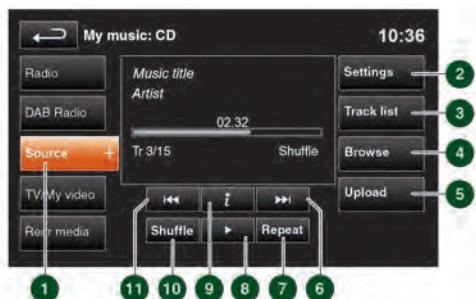 My music: CD
10:36
Radio
DAB Radio
Source +
TV/My video
Rear media
Music title
Artist
02.32
Tr 3/15
Shuffle
Settings
Track list
Browse
Upload
i
Shuffle
Repeat
1
2
3
4
5
6
7
8
9
10
11